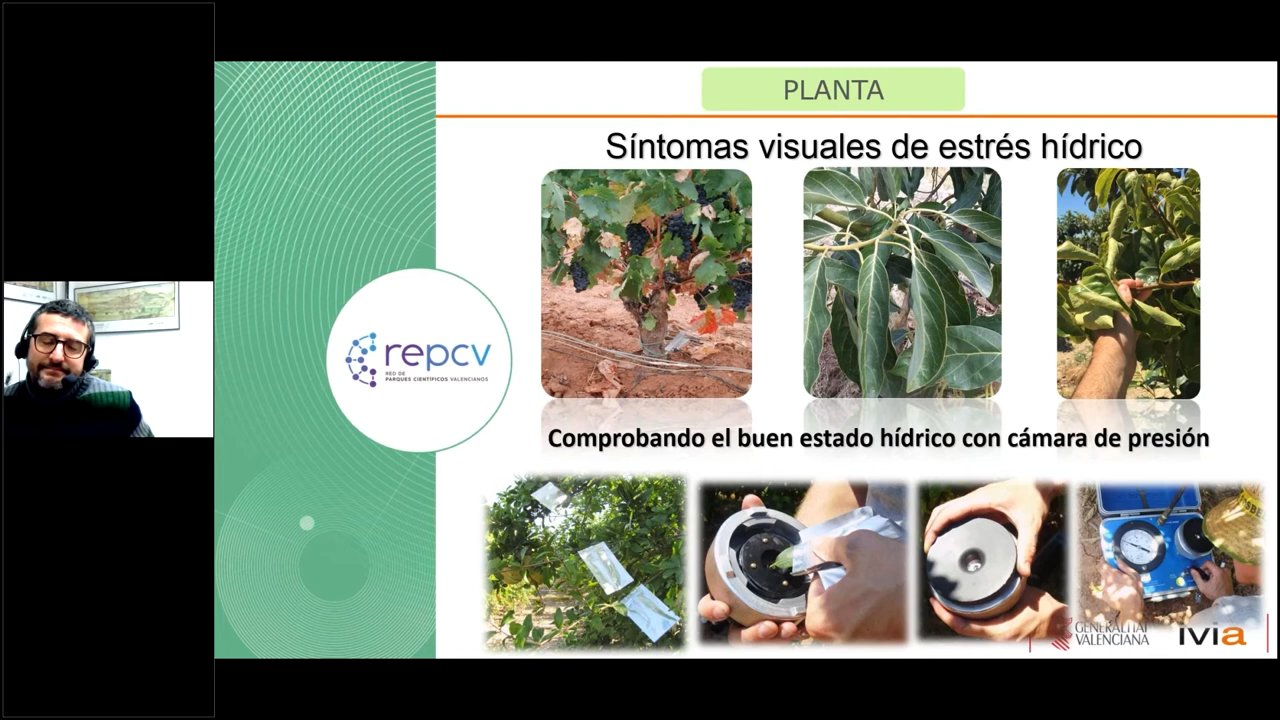 PLANTA
Síntomas visuales de estrés hídrico
repcv
RED DE
PARQUES CIENTÍFICOS VALENCIANOS
Comprobando el buen estado hídrico con cámara de presión
GENERALITAT
VALENCIANA
ivia